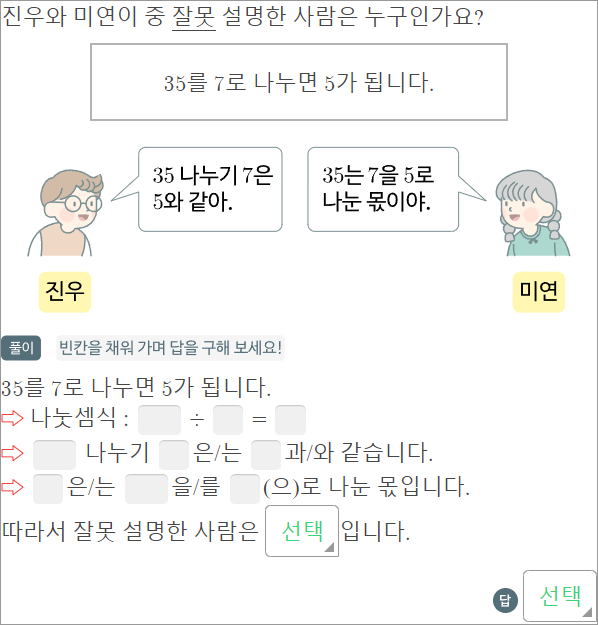 진우와 미연이 중 잘못 설명한 사람은 누구인가요?
35를 7로 나누면 5가 됩니다.
35 나누기 7은
5와 같아.
35는 7을 5로
나눈 몫이야.
진우
미연
풀이 빈칸을 채워 가며 답을 구해 보세요!
35를 7로 나누면 5가 됩니다.
⇨ 나눗셈식 : ÷ =
⇨ 나누기 은/는 과/와 같습니다.
⇨ 은/는 을/를 (으)로 나눈 몫입니다.
따라서 잘못 설명한 사람은 선택 입니다.
답 선택